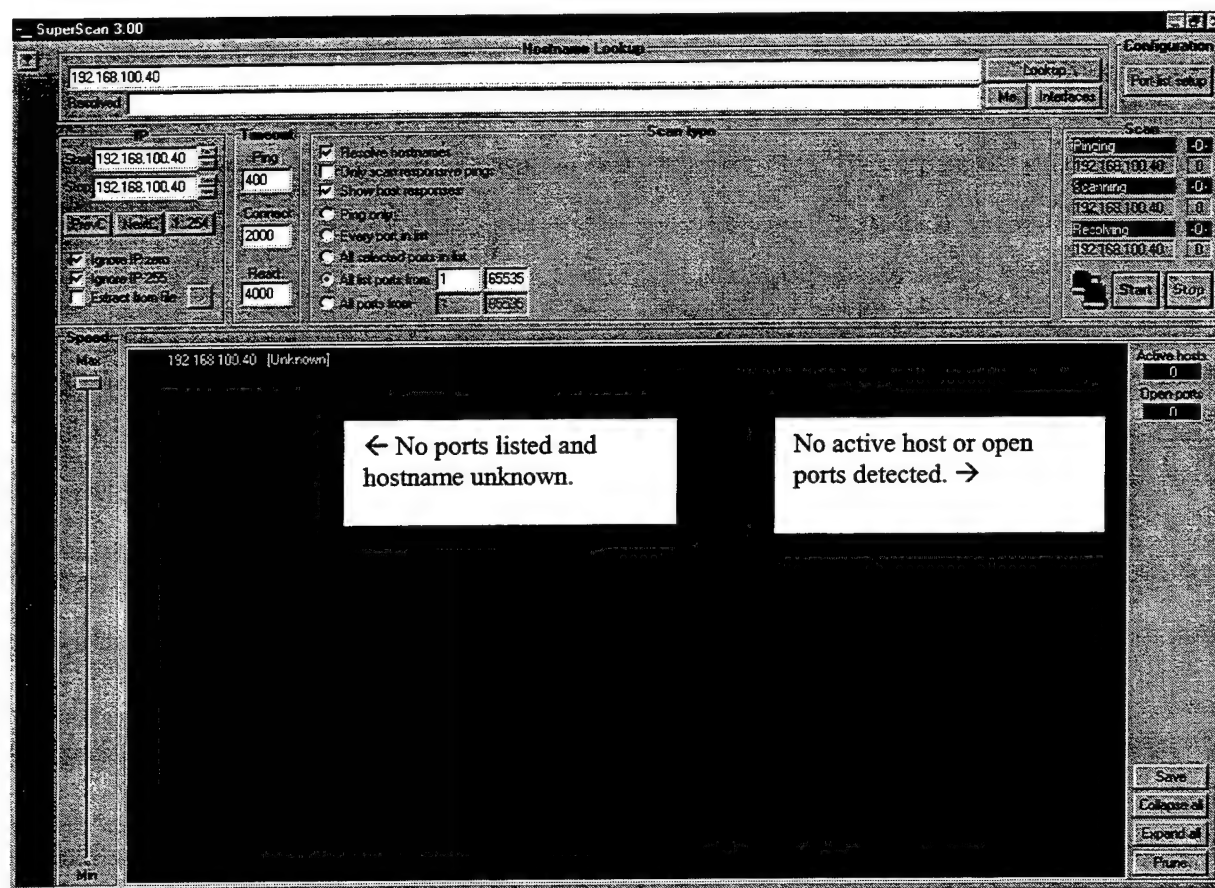 SuperScan 3.00
Hostname Lookup
Configuration
192.168.100.40
Lookup
Port list setup
Resolved
Me
Interfaces
IP
Timeout
Scan type
Scan
Start
192.168.100.40
Stop
192.168.100.40
PrevC
NextC
1..254
Ignore IP zero
Ignore IP 255
Extract from file
Ping
400
Connect
2000
Read
4000
Resolve hostnames
Only scan responsive pings
Show host responses
Ping only
Every port in list
All selected ports in list
All list ports from
1
65535
All ports from
65535
Pinging
-0-
192.168.100.40
0
Scanning
-0-
192.168.100.40
0
Resolving
-0-
192.168.100.40
0
Start
Stop
Speed
Max
Min
192.168.100.40 [Unknown]
← No ports listed and
hostname unknown.
No active host or open
ports detected. →
Active hosts
0
Open ports
0
Save
Collapse all
Expand all
Prune